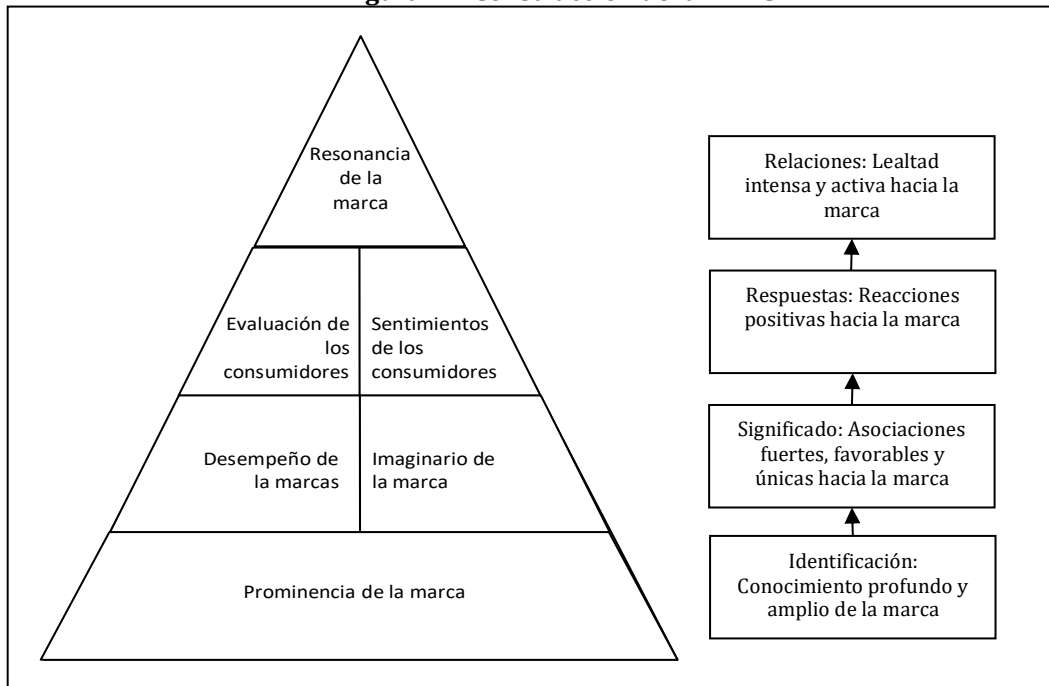 Resonancia
de la
marca
Evaluación de
los
consumidores
Sentimientos
de los
consumidores
Desempeño de
la marcas
Imaginario de
la marca
Prominencia de la marca
Relaciones: Lealtad
intensa y activa hacia la
marca
Respuestas: Reacciones
positivas hacia la marca
Significado: Asociaciones
fuertes, favorables y
únicas hacia la marca
Identificación:
Conocimiento profundo y
amplio de la marca